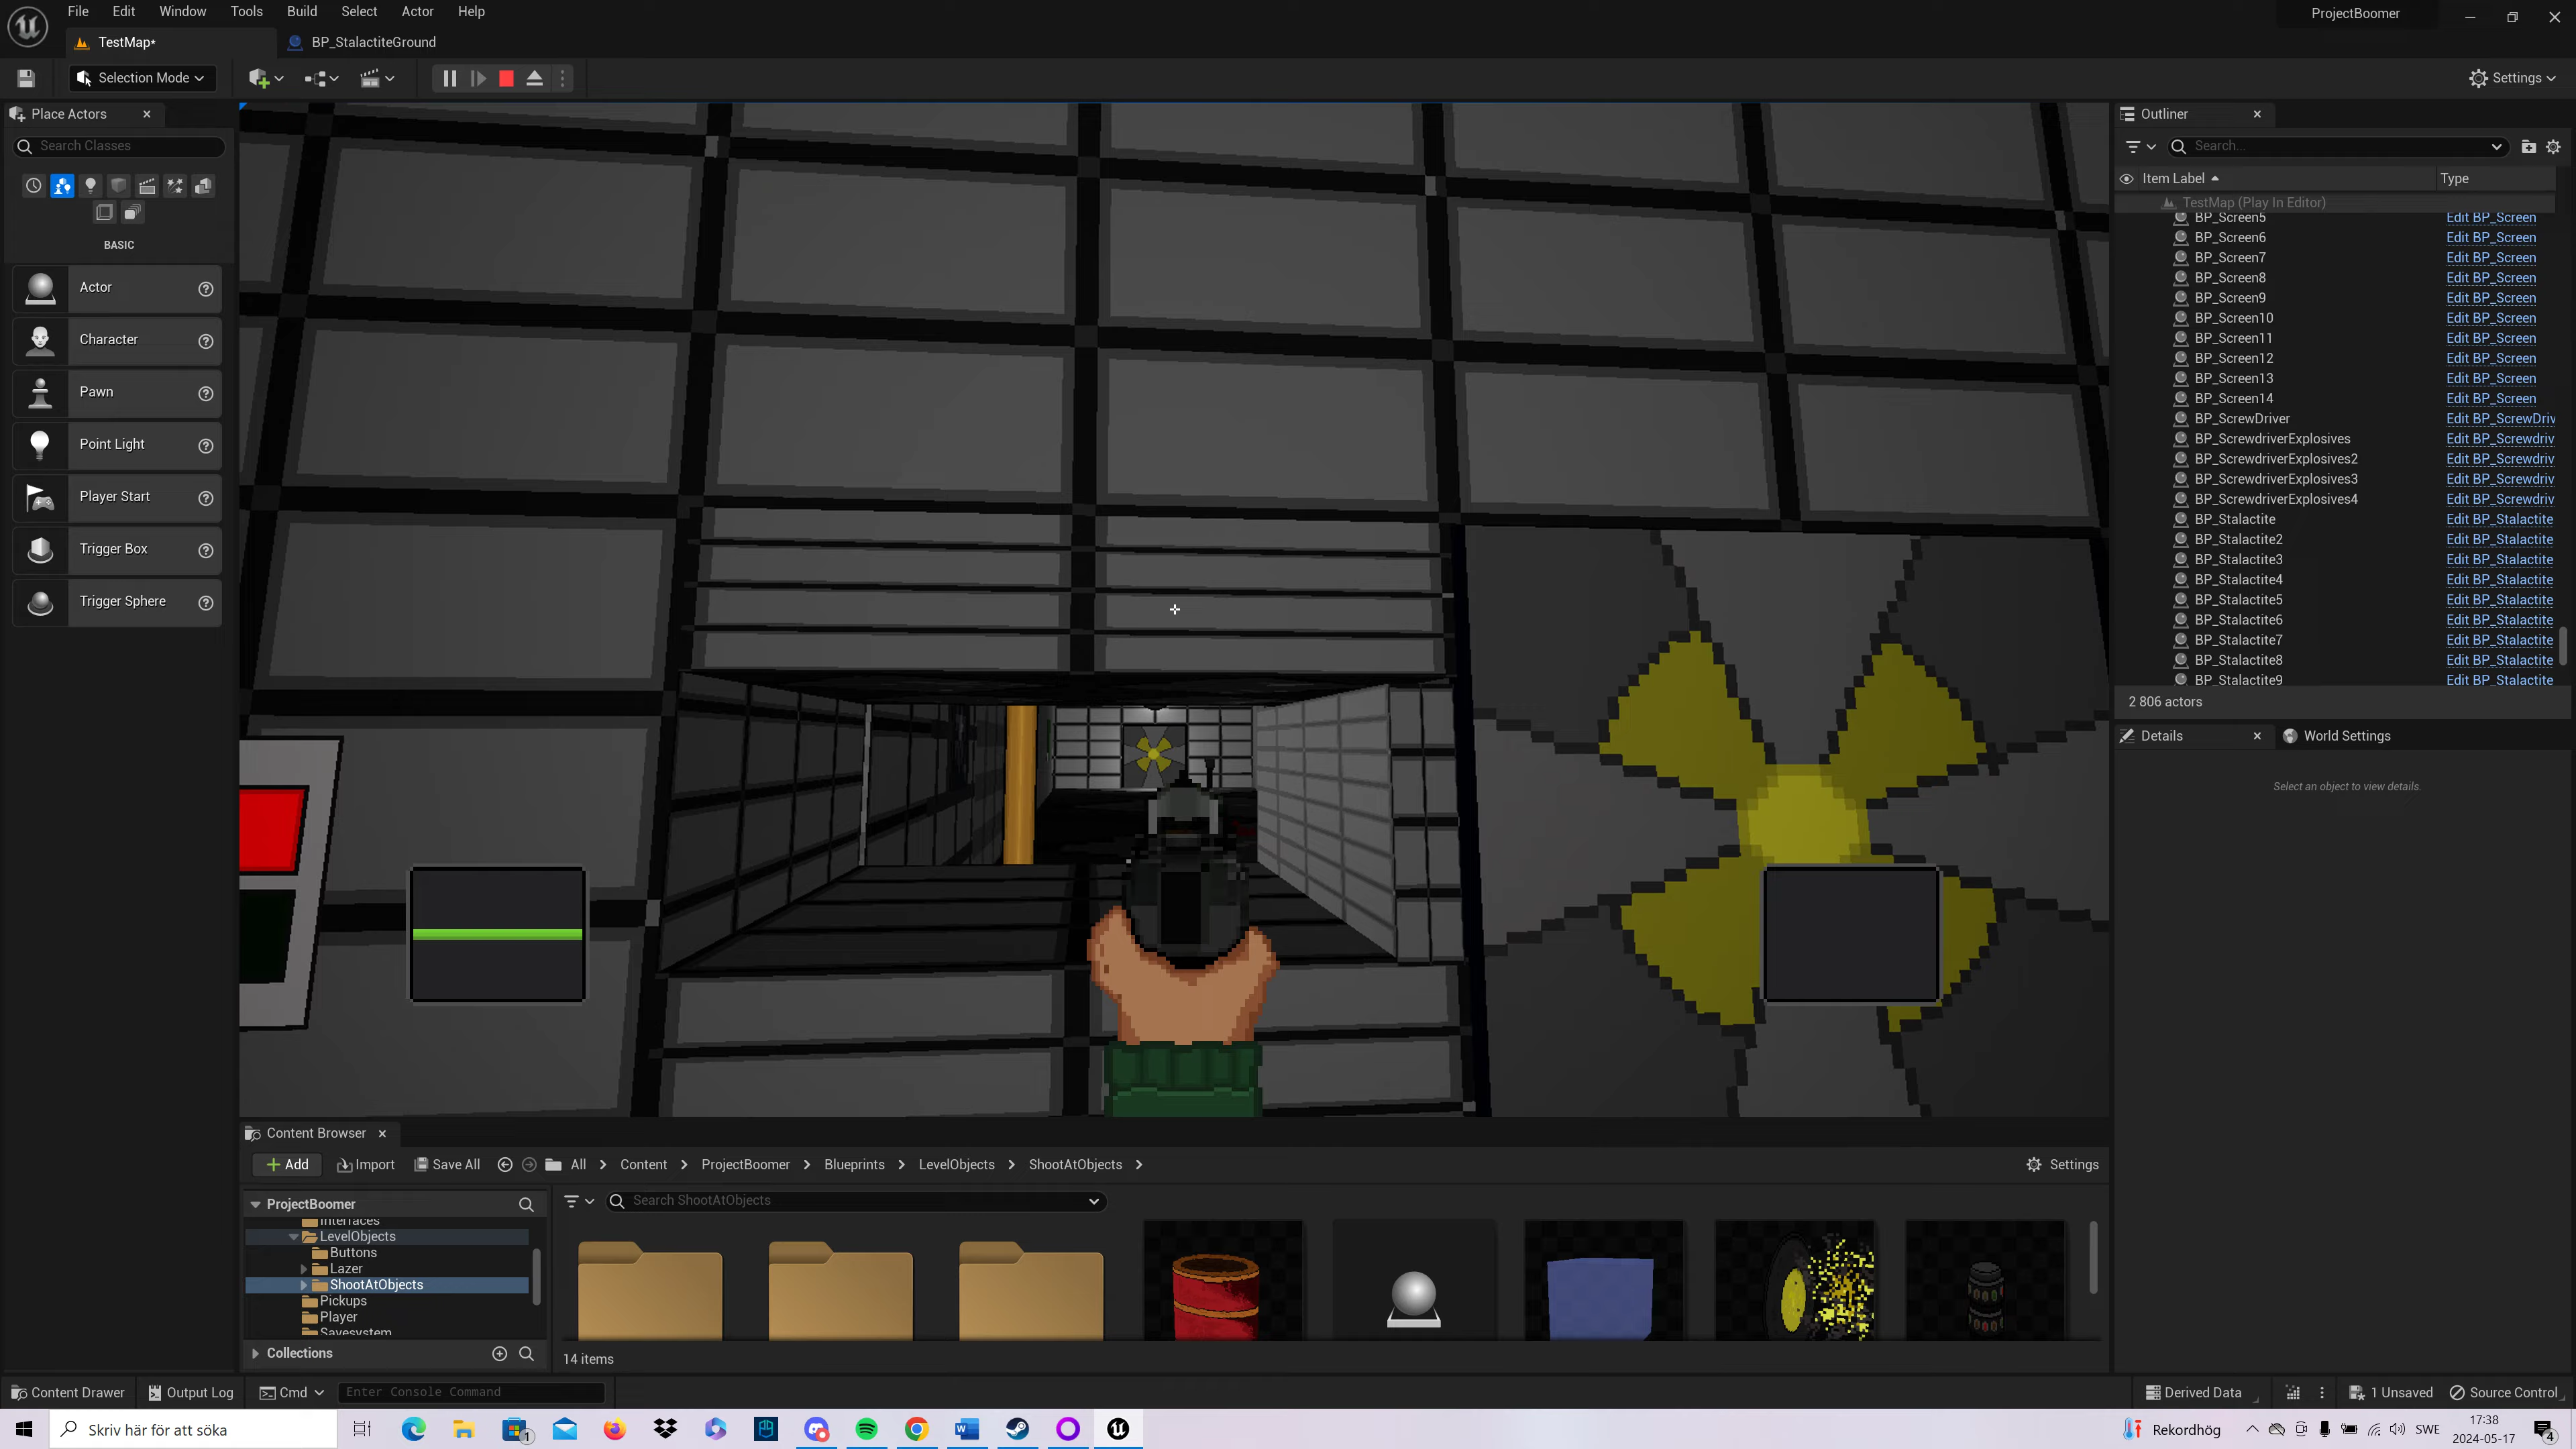 File Edit Window Tools Build Select Actor Help
ProjectBoomer
TestMap*
BP_StalactiteGround
Selection Mode
Settings
Place Actors
Search Classes
BASIC
Actor
Character
Pawn
Point Light
Player Start
Trigger Box
Trigger Sphere
Outliner
Search...
Item Label
Type
TestMap (Play In Editor)
BP_Screen5 Edit BP_Screen
BP_Screen6 Edit BP_Screen
BP_Screen7 Edit BP_Screen
BP_Screen8 Edit BP_Screen
BP_Screen9 Edit BP_Screen
BP_Screen10 Edit BP_Screen
BP_Screen11 Edit BP_Screen
BP_Screen12 Edit BP_Screen
BP_Screen13 Edit BP_Screen
BP_Screen14 Edit BP_Screen
BP_ScrewDriver Edit BP_ScrewDriv
BP_ScrewdriverExplosives Edit BP_Screwdriv
BP_ScrewdriverExplosives2 Edit BP_Screwdriv
BP_ScrewdriverExplosives3 Edit BP_Screwdriv
BP_ScrewdriverExplosives4 Edit BP_Screwdriv
BP_Stalactite Edit BP_Stalactite
BP_Stalactite2 Edit BP_Stalactite
BP_Stalactite3 Edit BP_Stalactite
BP_Stalactite4 Edit BP_Stalactite
BP_Stalactite5 Edit BP_Stalactite
BP_Stalactite6 Edit BP_Stalactite
BP_Stalactite7 Edit BP_Stalactite
BP_Stalactite8 Edit BP_Stalactite
BP_Stalactite9 Edit BP_Stalactite
2 806 actors
Details
World Settings
Select an object to view details.
Content Browser
Add Import Save All All Content ProjectBoomer Blueprints LevelObjects ShootAtObjects
Settings
ProjectBoomer
Interfaces
LevelObjects
Buttons
Lazer
ShootAtObjects
Pickups
Player
Savesystem
Collections
Search ShootAtObjects
14 items
Content Drawer
Output Log
Cmd
Enter Console Command
Derived Data
1 Unsaved
Source Control
Skriv här för att söka
1
Rekordhög
SWE
17:38
2024-05-17
4